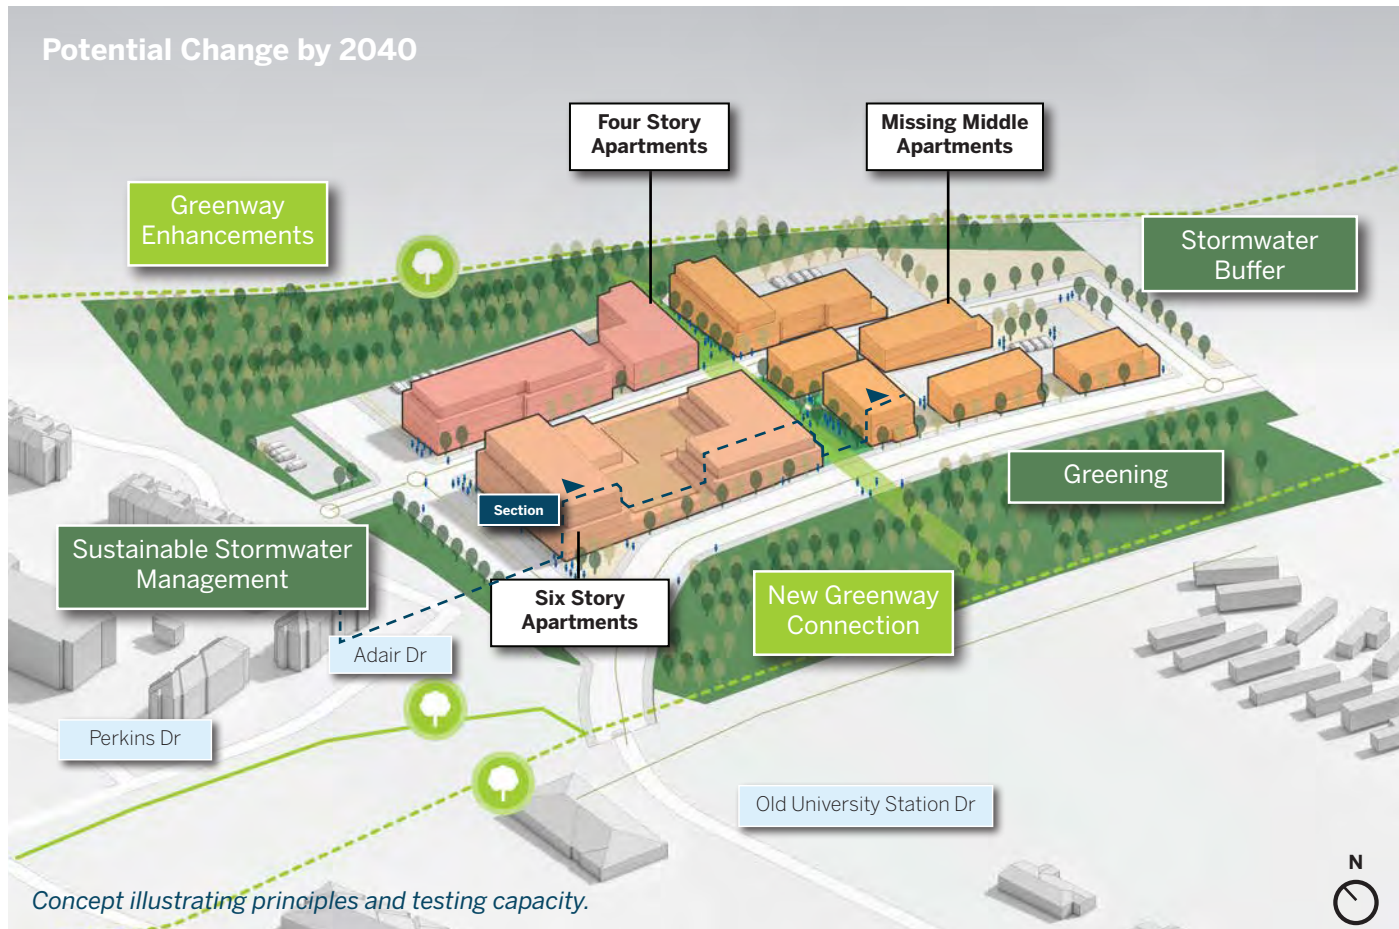 Potential Change by 2040
Four Story
Apartments
Missing Middle
Apartments
Greenway
Enhancements
Stormwater
Buffer
Greening
Section
Sustainable Stormwater
Management
Six Story
Apartments
New Greenway
Connection
Adair Dr
Perkins Dr
Old University Station Dr
N
Concept illustrating principles and testing capacity.